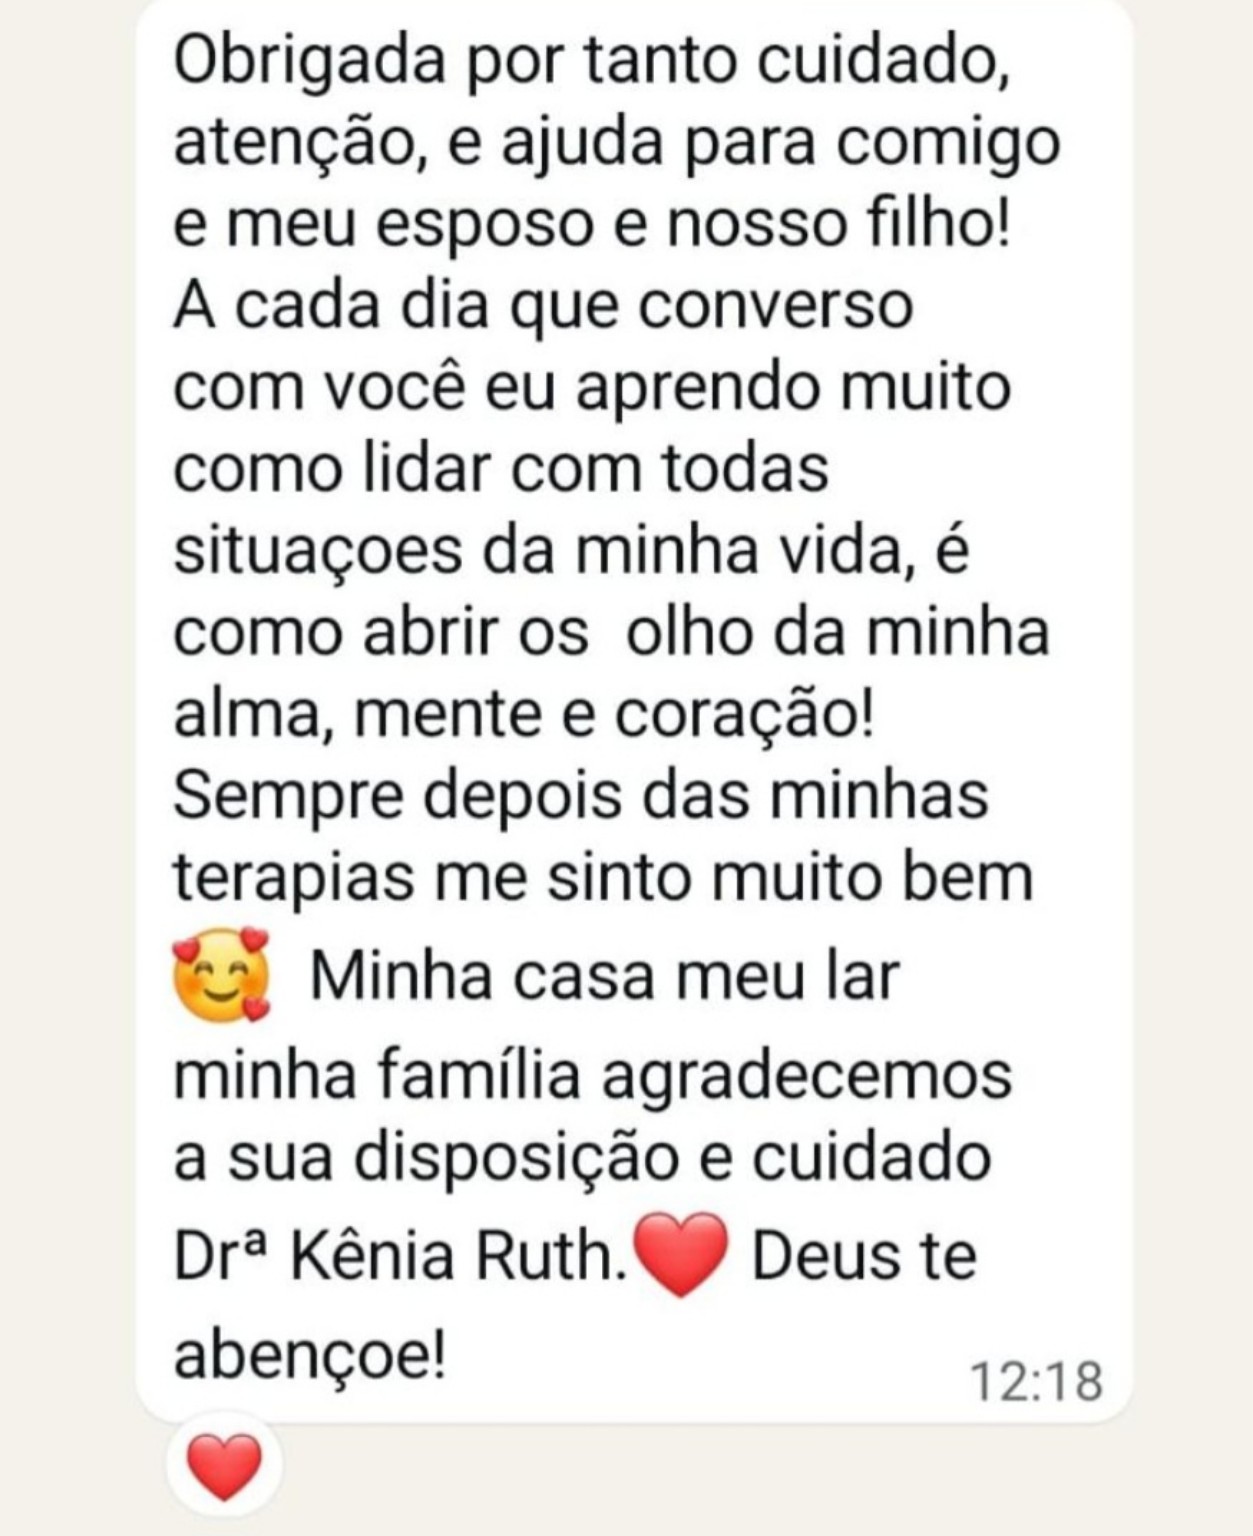 Obrigada por tanto cuidado,
atenção, e ajuda para comigo
e meu esposo e nosso filho!
A cada dia que converso
com você eu aprendo muito
como lidar com todas
situaçoes da minha vida, é
como abrir os  olho da minha
alma, mente e coração!
Sempre depois das minhas
terapias me sinto muito bem
🥰 Minha casa meu lar
minha família agradecemos
a sua disposição e cuidado
Drª Kênia Ruth.❤️ Deus te
abençoe!
12:18
❤️